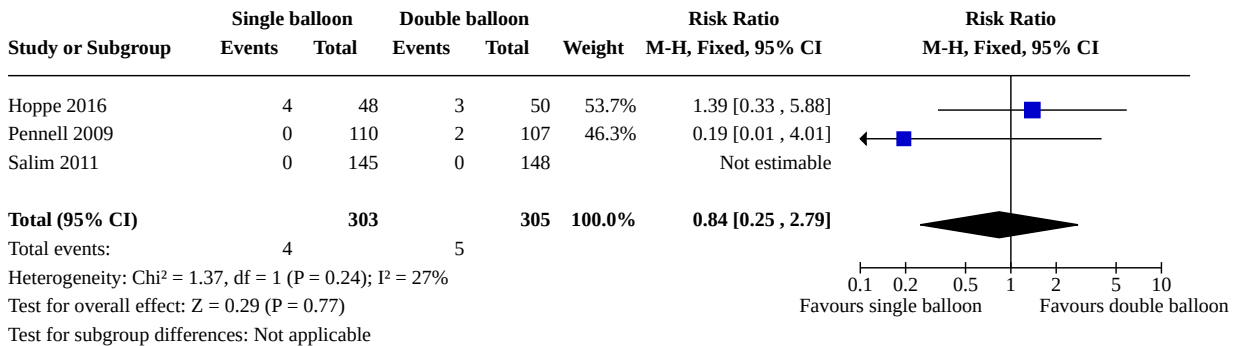 Single balloon Double balloon Risk Ratio Risk Ratio
Study or Subgroup Events Total Events Total Weight M-H, Fixed, 95% CI M-H, Fixed, 95% CI
Hoppe 2016 4 48 3 50 53.7% 1.39 [0.33 , 5.88]
Pennell 2009 0 110 2 107 46.3% 0.19 [0.01 , 4.01]
Salim 2011 0 145 0 148 Not estimable
Total (95% CI) 303 305 100.0% 0.84 [0.25 , 2.79]
Total events: 4 5
Heterogeneity: Chi² = 1.37, df = 1 (P = 0.24); I² = 27%
0.1 0.2 0.5 1 2 5 10
Test for overall effect: Z = 0.29 (P = 0.77) Favours single balloon Favours double balloon
Test for subgroup differences: Not applicable